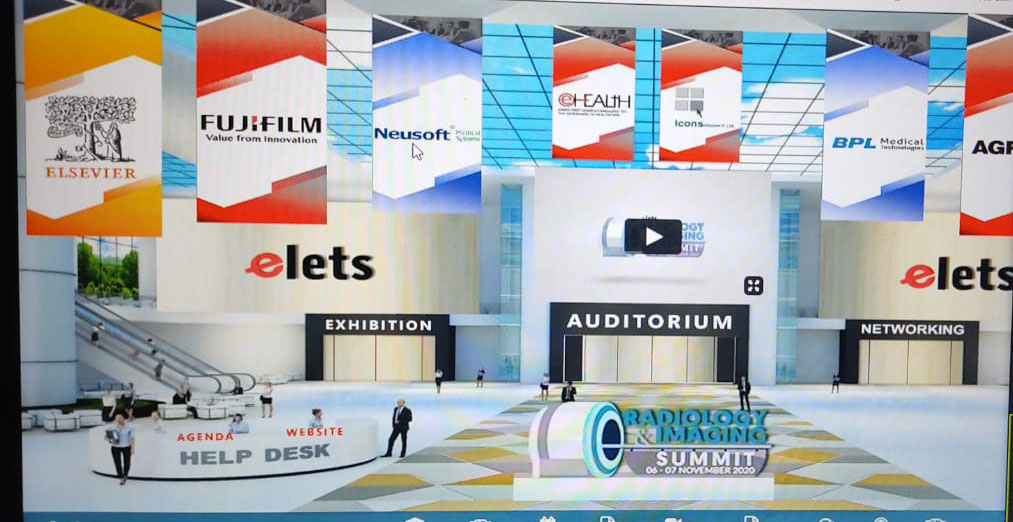 ELSEVIER
FUJIFILM
Value from Innovation
Neusoft Medical Systems
eHEALTH
Icons
BPL Medical Technologies
AGF
elets
elets
EXHIBITION
AUDITORIUM
NETWORKING
AGENDA
WEBSITE
HELP DESK
RADIOLOGY
& IMAGING
SUMMIT
06 - 07 NOVEMBER 2020